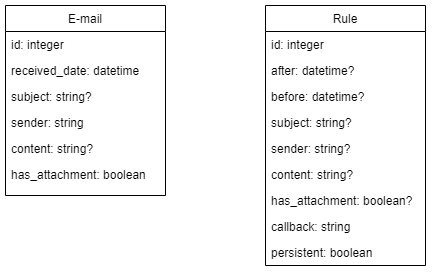 E-mail
id: integer
received_date: datetime
subject: string?
sender: string
content: string?
has_attachment: boolean
Rule
id: integer
after: datetime?
before: datetime?
subject: string?
sender: string?
content: string?
has_attachment: boolean?
callback: string
persistent: boolean